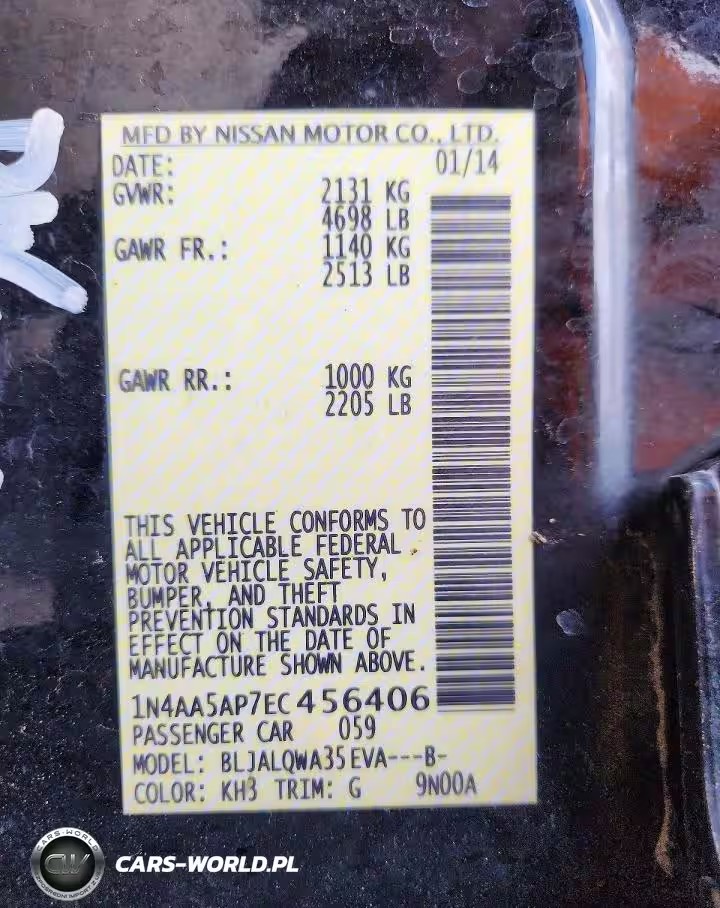 MFD BY NISSAN MOTOR CO., LTD.
DATE: 01/14
GVWR: 2131 KG
4698 LB
GAWR FR.: 1140 KG
2513 LB
GAWR RR.: 1000 KG
2205 LB
THIS VEHICLE CONFORMS TO
ALL APPLICABLE FEDERAL
MOTOR VEHICLE SAFETY,
BUMPER, AND THEFT
PREVENTION STANDARDS IN
EFFECT ON THE DATE OF
MANUFACTURE SHOWN ABOVE.
1N4AA5AP7EC456406
PASSENGER CAR 059
MODEL: BLJALQWA35EVA---B-
COLOR: KH3 TRIM: G 9N00A
CARS-WORLD
CW
CARS-WORLD.PL